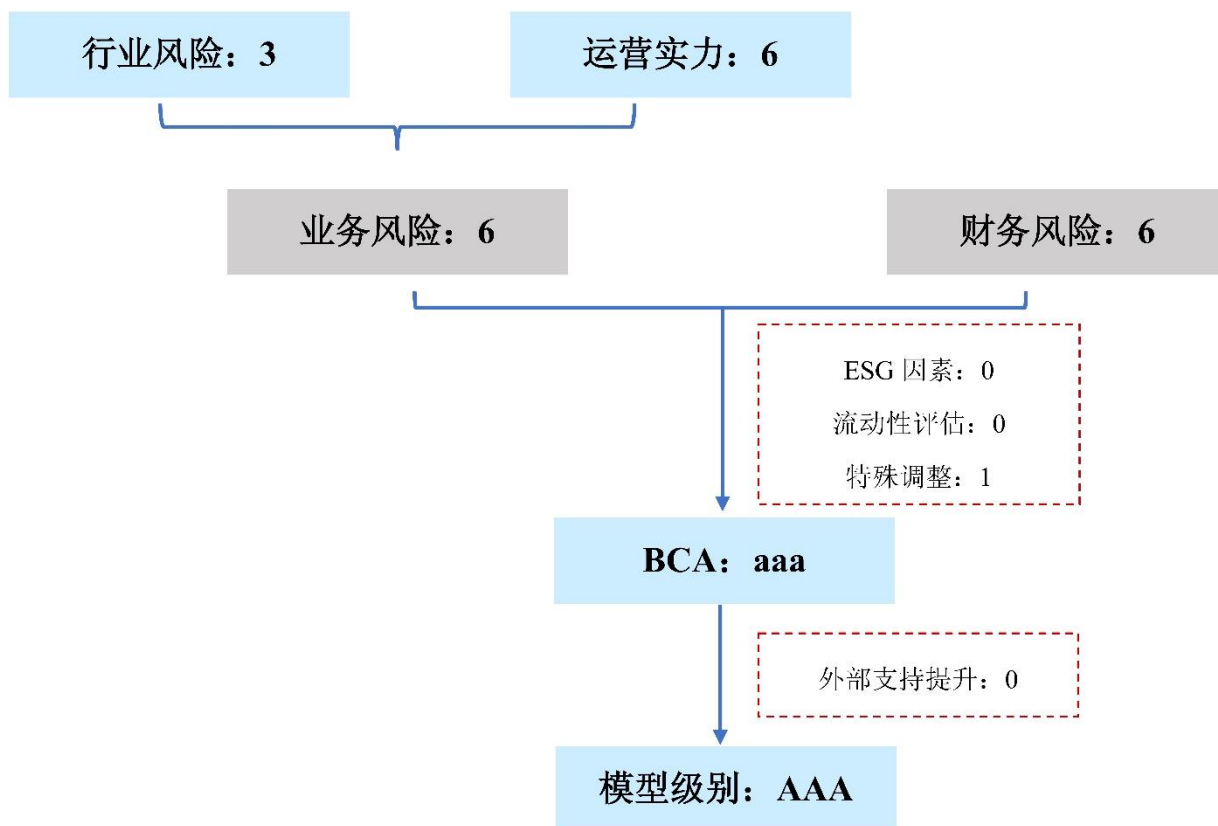 行业风险：3
运营实力：6
业务风险：6
财务风险：6
ESG 因素：0
流动性评估：0
特殊调整：1
BCA：aaa
外部支持提升：0
模型级别：AAA